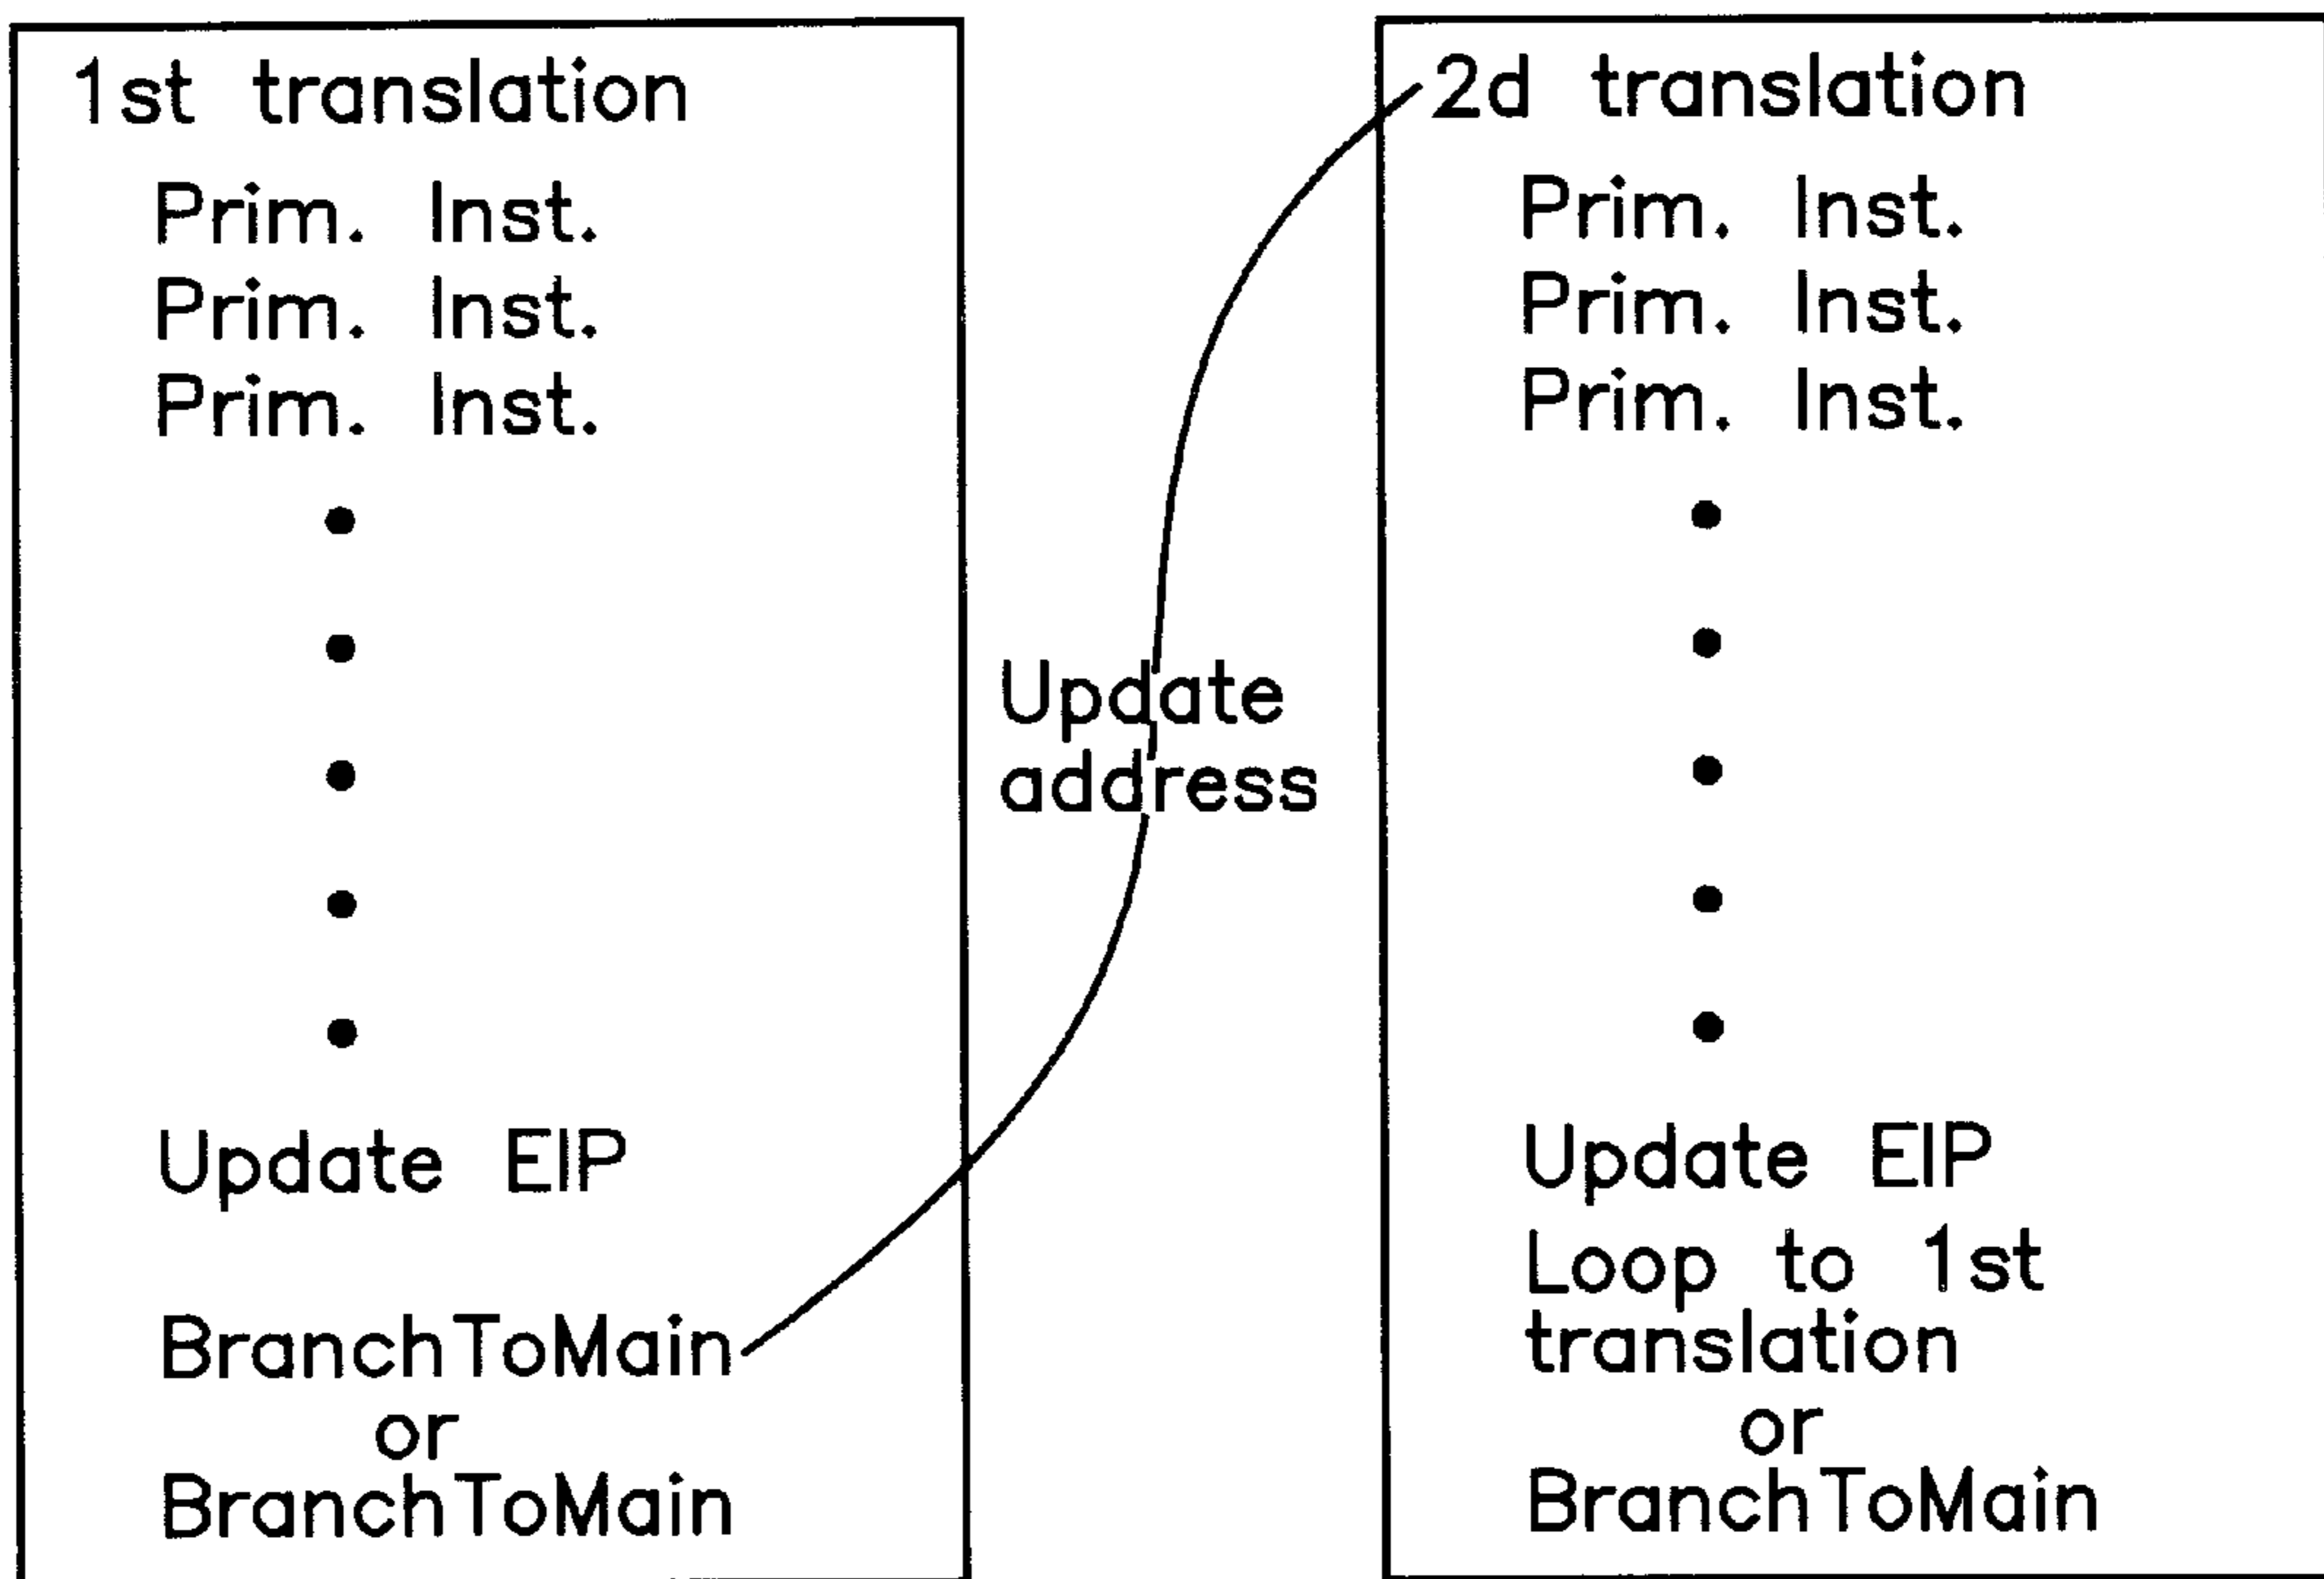 1st translation
Prim. Inst.
Prim. Inst.
Prim. Inst.
Update EIP
BranchToMain
or
BranchToMain
Update
address
2d translation
Prim. Inst.
Prim. Inst.
Prim. Inst.
Update EIP
Loop to 1st
translation
or
BranchToMain